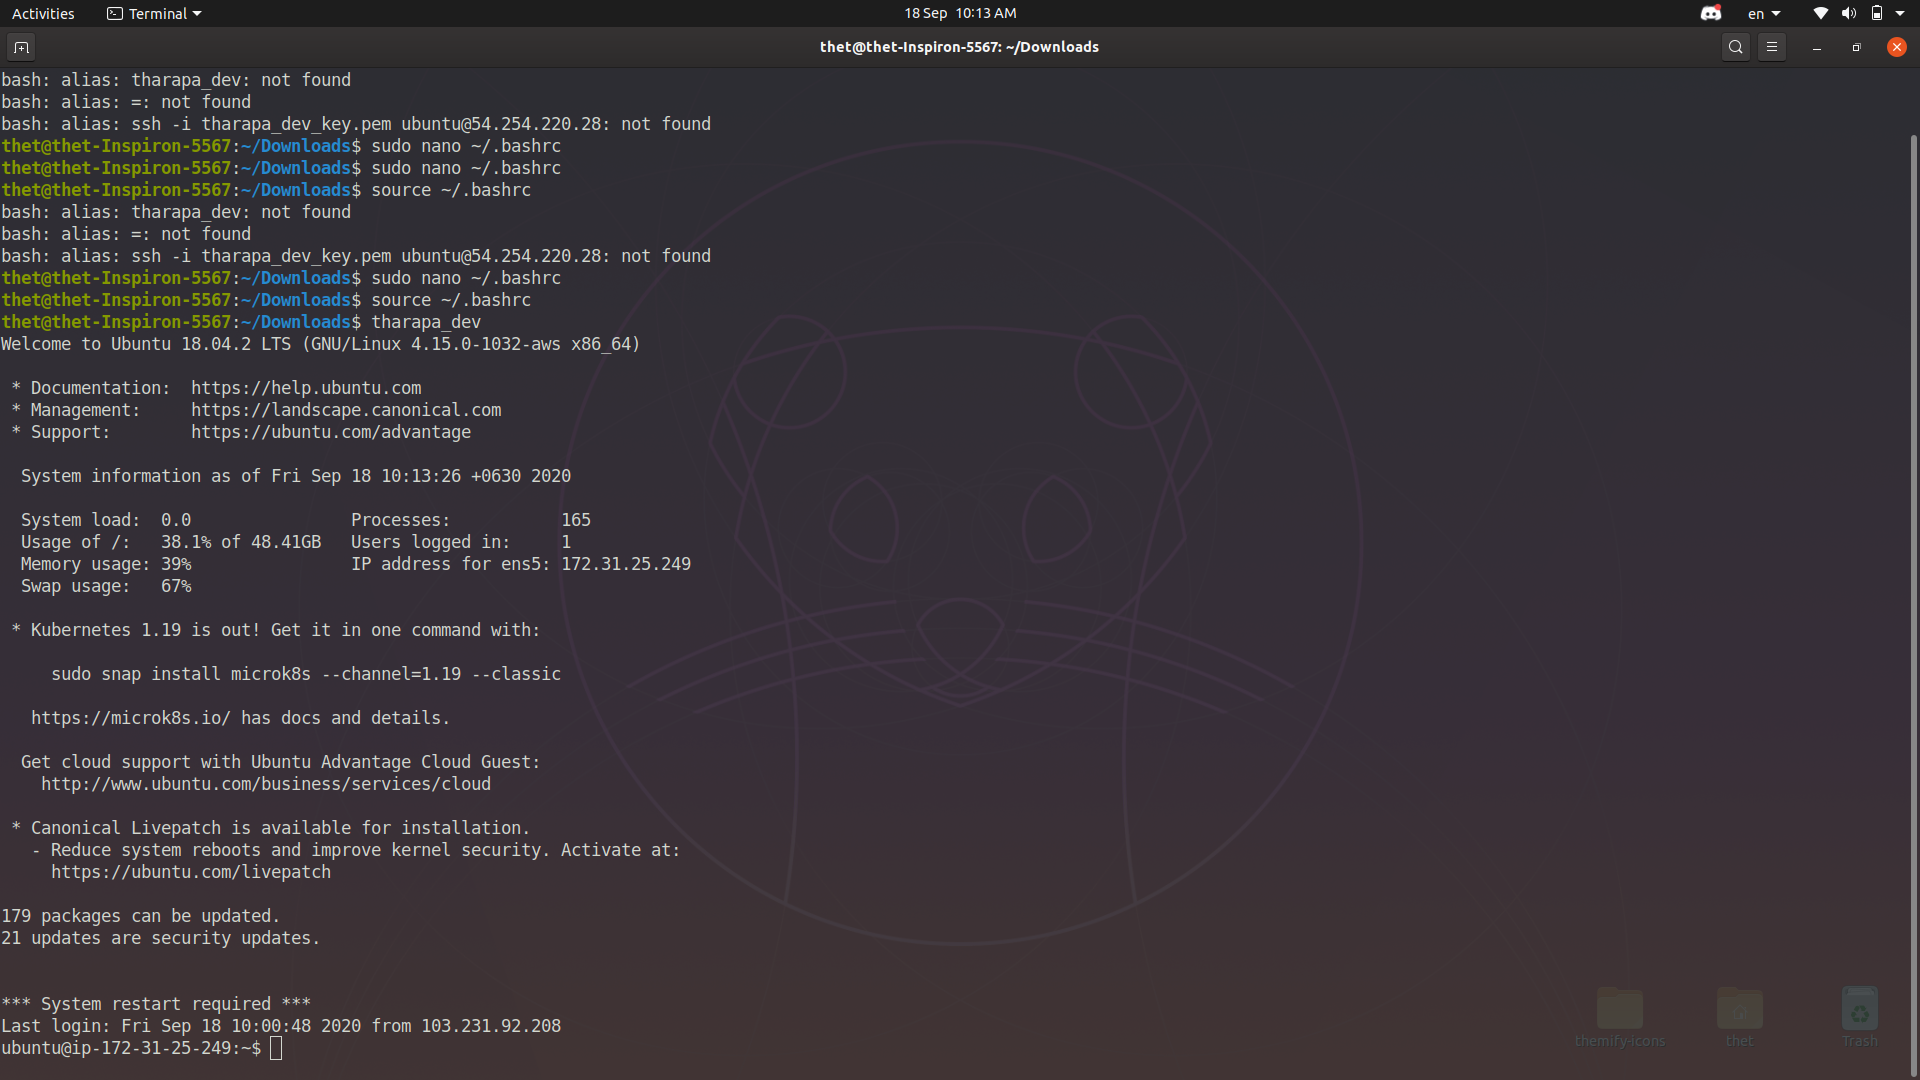 Activities Terminal 18 Sep 10:13 AM en
thet@thet-Inspiron-5567: ~/Downloads
bash: alias: tharapa_dev: not found
bash: alias: =: not found
bash: alias: ssh -i tharapa_dev_key.pem ubuntu@54.254.220.28: not found
thet@thet-Inspiron-5567:~/Downloads$ sudo nano ~/.bashrc
thet@thet-Inspiron-5567:~/Downloads$ sudo nano ~/.bashrc
thet@thet-Inspiron-5567:~/Downloads$ source ~/.bashrc
bash: alias: tharapa_dev: not found
bash: alias: =: not found
bash: alias: ssh -i tharapa_dev_key.pem ubuntu@54.254.220.28: not found
thet@thet-Inspiron-5567:~/Downloads$ sudo nano ~/.bashrc
thet@thet-Inspiron-5567:~/Downloads$ source ~/.bashrc
thet@thet-Inspiron-5567:~/Downloads$ tharapa_dev
Welcome to Ubuntu 18.04.2 LTS (GNU/Linux 4.15.0-1032-aws x86_64)
* Documentation: https://help.ubuntu.com
* Management: https://landscape.canonical.com
* Support: https://ubuntu.com/advantage
System information as of Fri Sep 18 10:13:26 +0630 2020
System load: 0.0 Processes: 165
Usage of /: 38.1% of 48.41GB Users logged in: 1
Memory usage: 39% IP address for ens5: 172.31.25.249
Swap usage: 67%
* Kubernetes 1.19 is out! Get it in one command with:
sudo snap install microk8s --channel=1.19 --classic
https://microk8s.io/ has docs and details.
Get cloud support with Ubuntu Advantage Cloud Guest:
http://www.ubuntu.com/business/services/cloud
* Canonical Livepatch is available for installation.
- Reduce system reboots and improve kernel security. Activate at:
https://ubuntu.com/livepatch
179 packages can be updated.
21 updates are security updates.
*** System restart required ***
Last login: Fri Sep 18 10:00:48 2020 from 103.231.92.208
ubuntu@ip-172-31-25-249:~$
themify-icons thet Trash